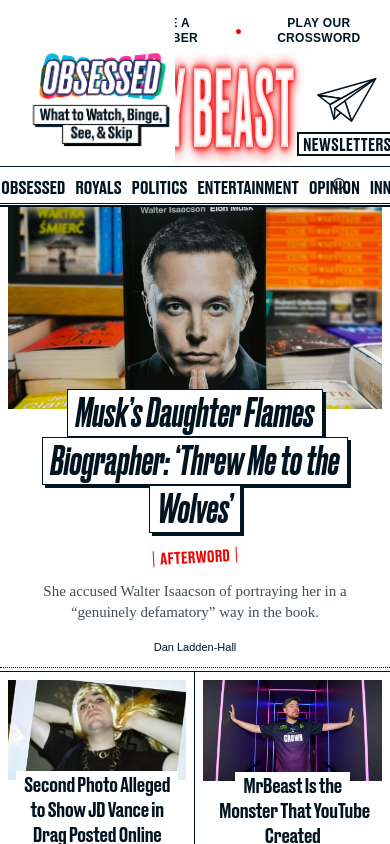 E A
BER
PLAY OUR
CROSSWORD
OBSESSED
What to Watch, Binge,
See, & Skip
Y BEAST
NEWSLETTERS
OBSESSED ROYALS POLITICS ENTERTAINMENT OPINION INN
WARTKA
ŚMIERĆ
Walter Isaacson Elon Musk
Musk's Daughter Flames
Biographer: ‘Threw Me to the
Wolves’
AFTERWORD
She accused Walter Isaacson of portraying her in a
“genuinely defamatory” way in the book.
Dan Ladden-Hall
CROWN
Second Photo Alleged
to Show JD Vance in
Drag Posted Online
MrBeast Is the
Monster That YouTube
Created